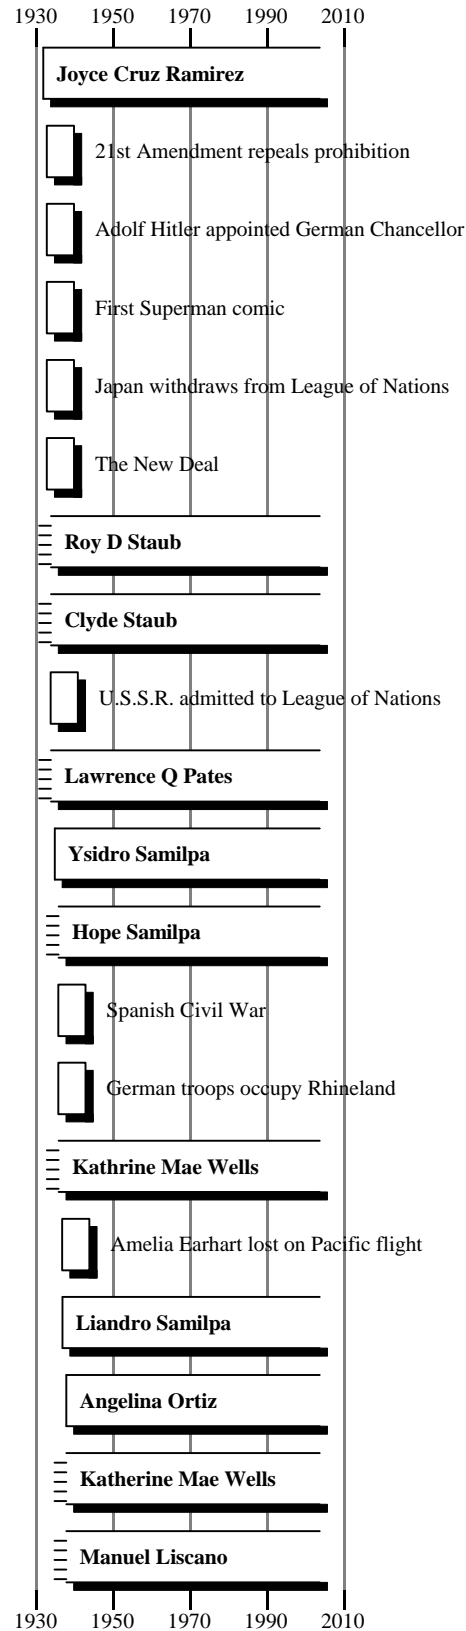 1930 1950 1970 1990 2010
Joyce Cruz Ramirez
21st Amendment repeals prohibition
Adolf Hitler appointed German Chancellor
First Superman comic
Japan withdraws from League of Nations
The New Deal
Roy D Staub
Clyde Staub
U.S.S.R. admitted to League of Nations
Lawrence Q Pates
Ysidro Samilpa
Hope Samilpa
Spanish Civil War
German troops occupy Rhineland
Kathrine Mae Wells
Amelia Earhart lost on Pacific flight
Liandro Samilpa
Angelina Ortiz
Katherine Mae Wells
Manuel Liscano
1930 1950 1970 1990 2010